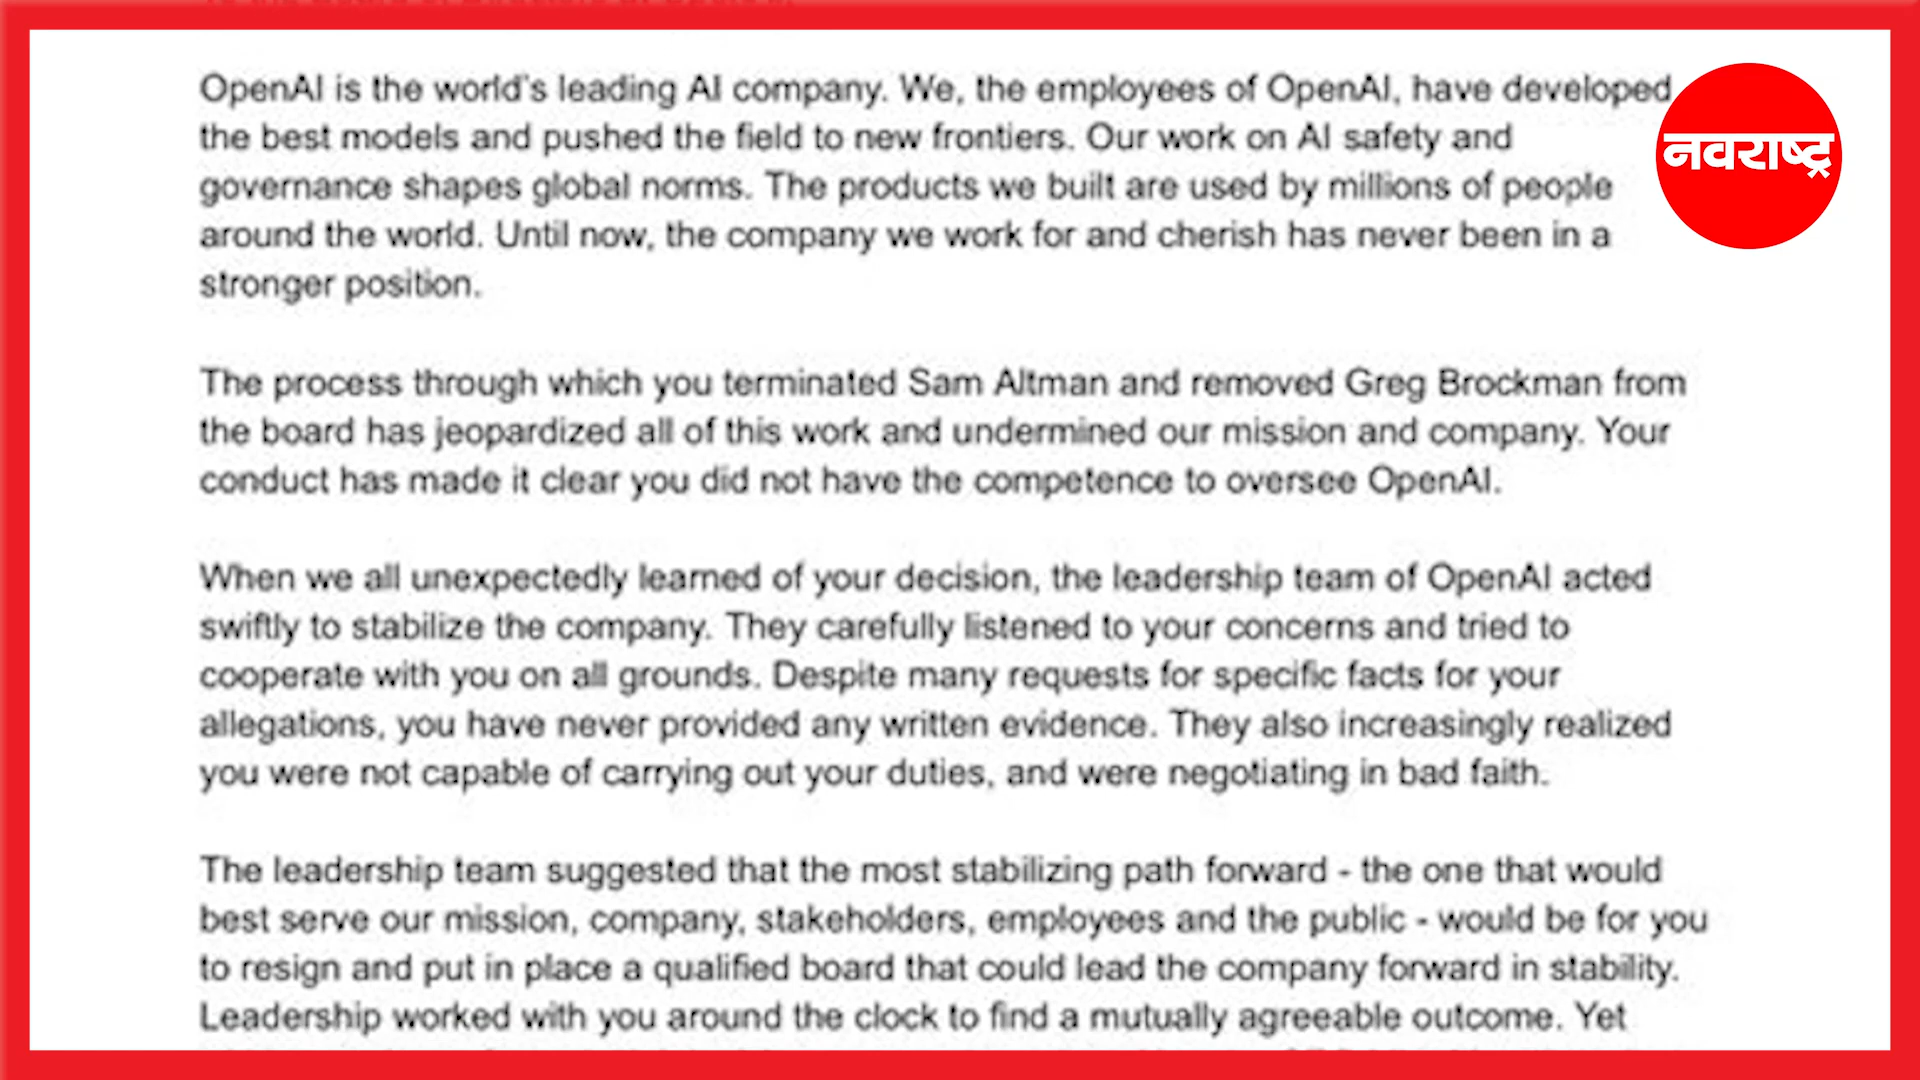 OpenAI is the world's leading AI company. We, the employees of OpenAI, have developed
the best models and pushed the field to new frontiers. Our work on AI safety and
governance shapes global norms. The products we built are used by millions of people
around the world. Until now, the company we work for and cherish has never been in a
stronger position.
नवराष्ट्र
The process through which you terminated Sam Altman and removed Greg Brockman from
the board has jeopardized all of this work and undermined our mission and company. Your
conduct has made it clear you did not have the competence to oversee OpenAI.
When we all unexpectedly learned of your decision, the leadership team of OpenAI acted
swiftly to stabilize the company. They carefully listened to your concerns and tried to
cooperate with you on all grounds. Despite many requests for specific facts for your
allegations, you have never provided any written evidence. They also increasingly realized
you were not capable of carrying out your duties, and were negotiating in bad faith.
The leadership team suggested that the most stabilizing path forward - the one that would
best serve our mission, company, stakeholders, employees and the public - would be for you
to resign and put in place a qualified board that could lead the company forward in stability.
Leadership worked with you around the clock to find a mutually agreeable outcome. Yet